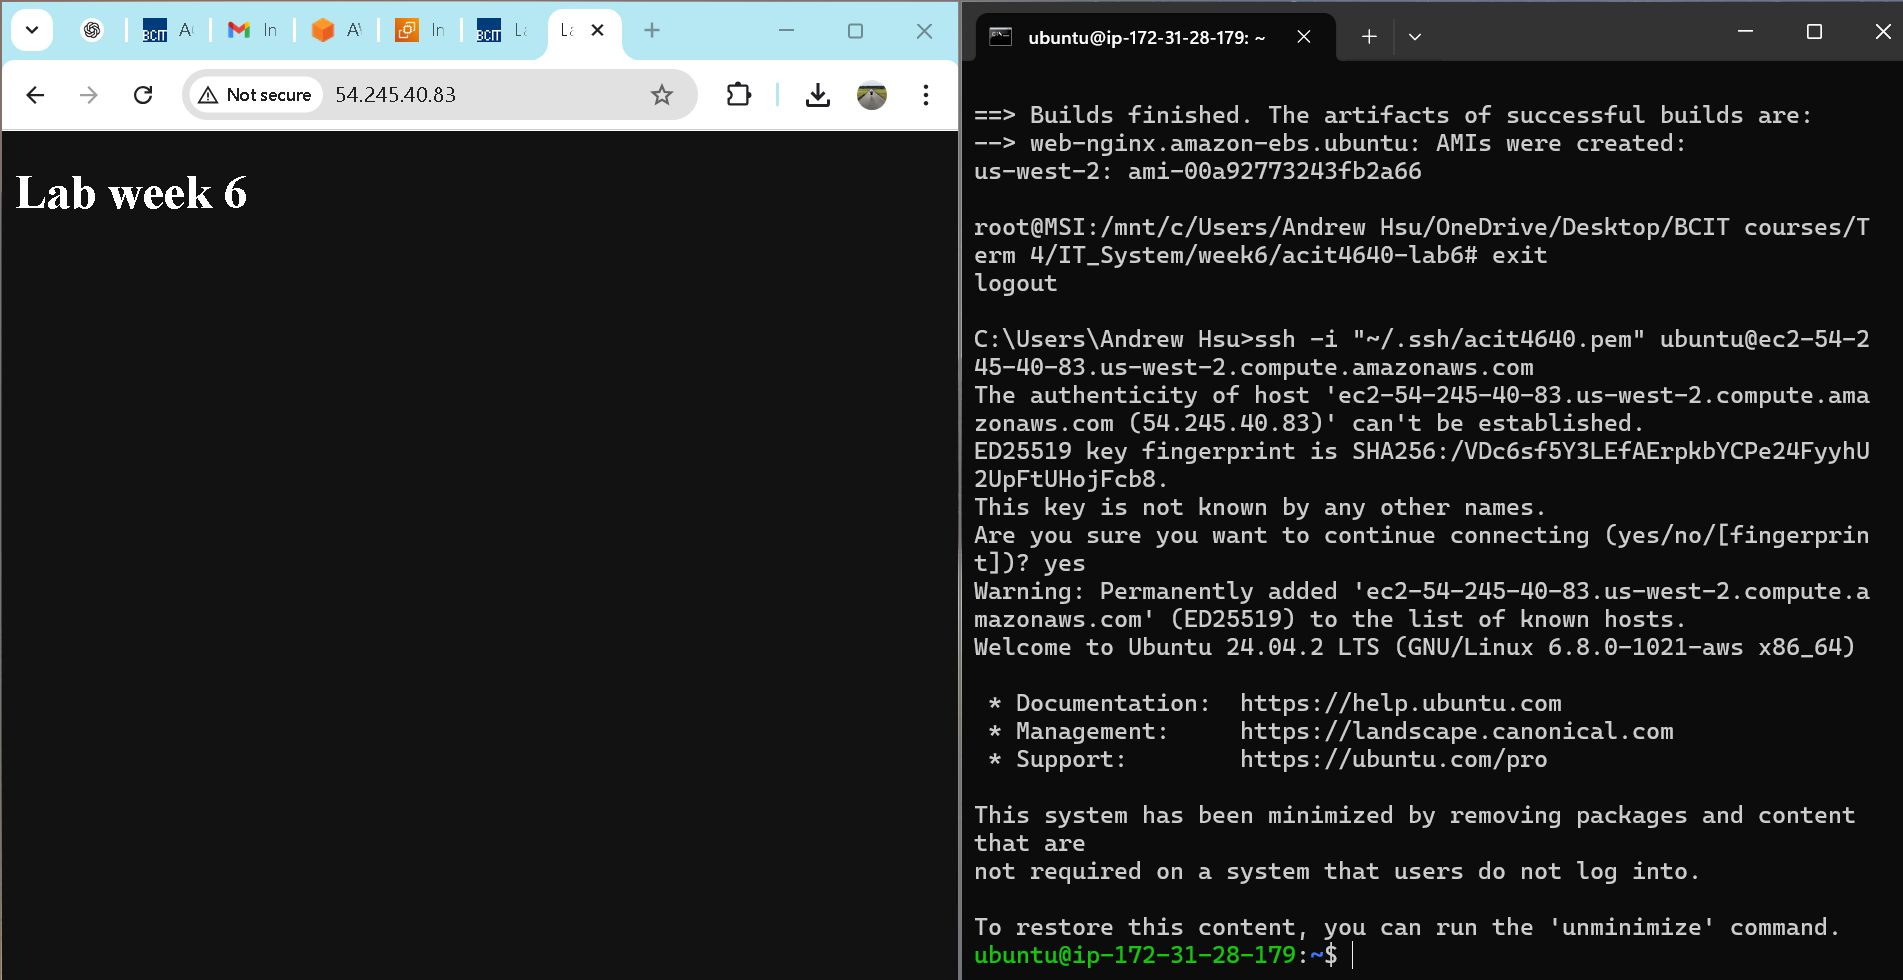 BCIT
A
In
A
In
BCIT
La
La
Not secure
54.245.40.83
Lab week 6
ubuntu@ip-172-31-28-179: ~
==> Builds finished. The artifacts of successful builds are:
--> web-nginx.amazon-ebs.ubuntu: AMIs were created:
us-west-2: ami-00a92773243fb2a66
root@MSI:/mnt/c/Users/Andrew Hsu/OneDrive/Desktop/BCIT courses/T
erm 4/IT_System/week6/acit4640-lab6# exit
logout
C:\Users\Andrew Hsu>ssh -i "~/.ssh/acit4640.pem" ubuntu@ec2-54-2
45-40-83.us-west-2.compute.amazonaws.com
The authenticity of host 'ec2-54-245-40-83.us-west-2.compute.ama
zonaws.com (54.245.40.83)' can't be established.
ED25519 key fingerprint is SHA256:/VDc6sf5Y3LEfAErpkbYCPe24FyyhU
2UpFtUHojFcb8.
This key is not known by any other names.
Are you sure you want to continue connecting (yes/no/[fingerprin
t])? yes
Warning: Permanently added 'ec2-54-245-40-83.us-west-2.compute.a
mazonaws.com' (ED25519) to the list of known hosts.
Welcome to Ubuntu 24.04.2 LTS (GNU/Linux 6.8.0-1021-aws x86_64)
* Documentation:  https://help.ubuntu.com
* Management:     https://landscape.canonical.com
* Support:        https://ubuntu.com/pro
This system has been minimized by removing packages and content
that are
not required on a system that users do not log into.
To restore this content, you can run the 'unminimize' command.
ubuntu@ip-172-31-28-179:~$